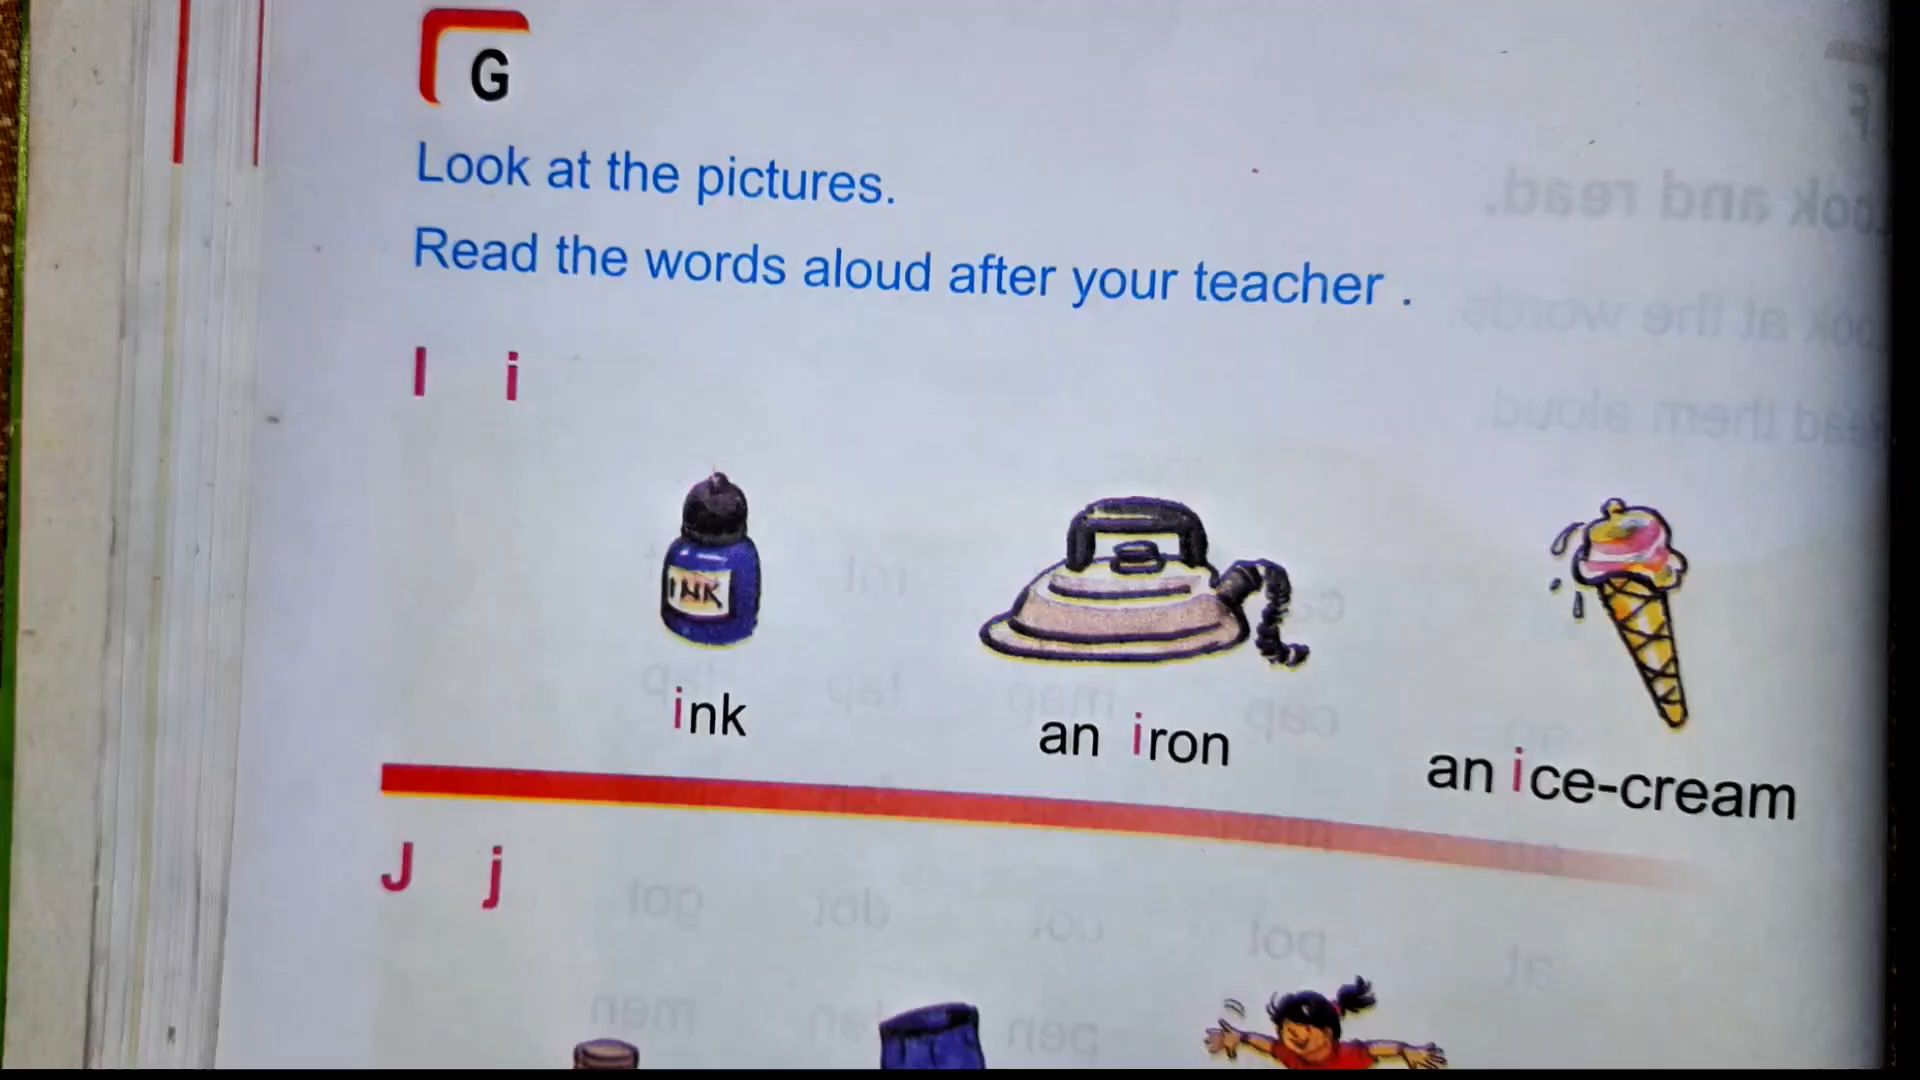 G
Look at the pictures.
Read the words aloud after your teacher .
I i
INK
ink an iron an ice-cream
J j